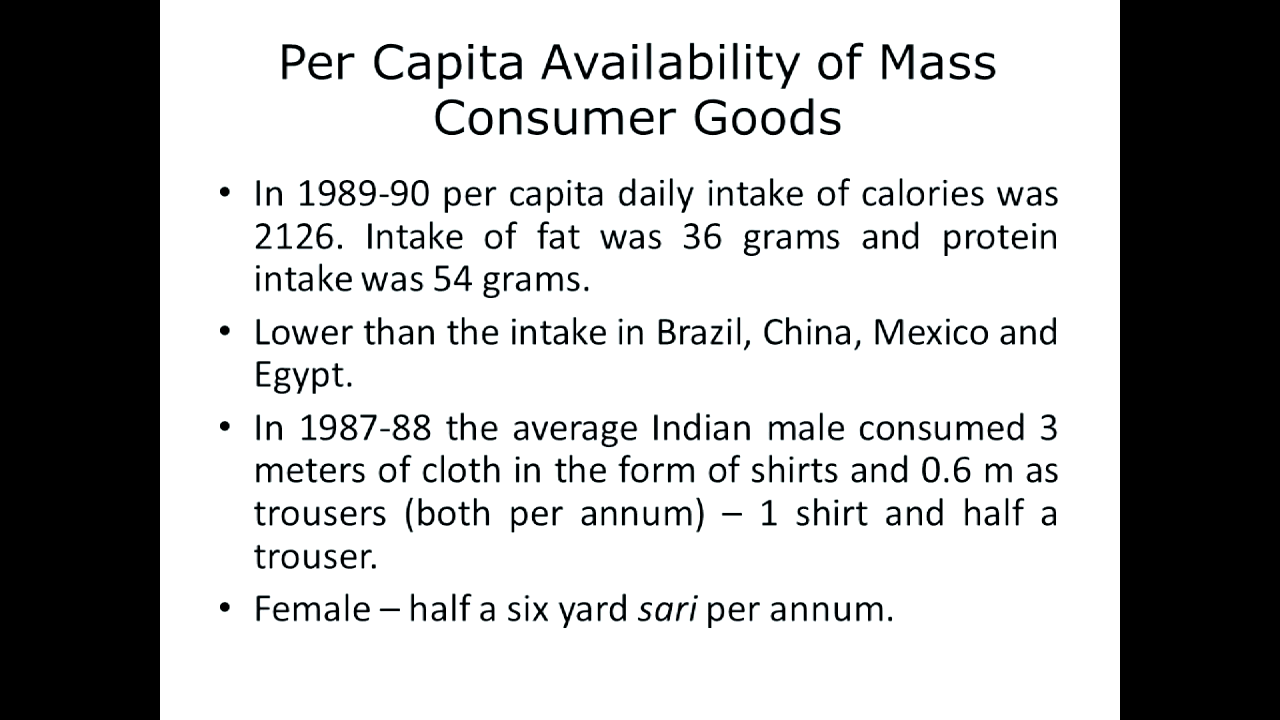 Per Capita Availability of Mass
Consumer Goods
• In 1989-90 per capita daily intake of calories was
2126. Intake of fat was 36 grams and protein
intake was 54 grams.
• Lower than the intake in Brazil, China, Mexico and
Egypt.
• In 1987-88 the average Indian male consumed 3
meters of cloth in the form of shirts and 0.6 m as
trousers (both per annum) – 1 shirt and half a
trouser.
• Female – half a six yard sari per annum.